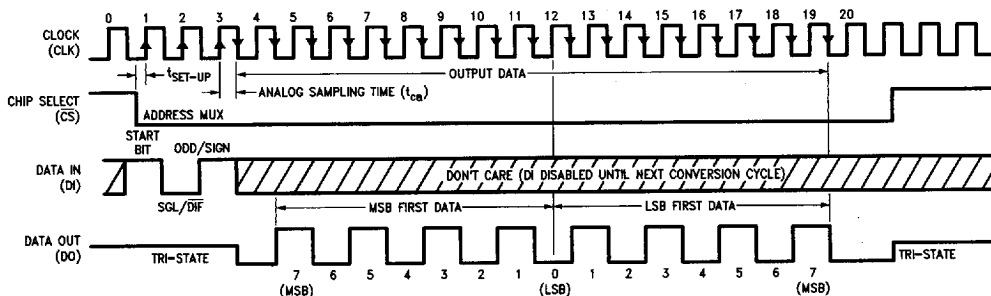 0 1 2 3 4 5 6 7 8 9 10 11 12 13 14 15 16 17 18 19 20
CLOCK
(CLK)
tSET-UP
OUTPUT DATA
ANALOG SAMPLING TIME (tca)
CHIP SELECT
(CS)
ADDRESS MUX
START
BIT
ODD/SIGN
DATA IN
(DI)
DON'T CARE (DI DISABLED UNTIL NEXT CONVERSION CYCLE)
SGL/DIF
MSB FIRST DATA
LSB FIRST DATA
DATA OUT
(DO)
TRI-STATE
TRI-STATE
7 6 5 4 3 2 1 0 1 2 3 4 5 6 7
(MSB) (LSB) (MSB)